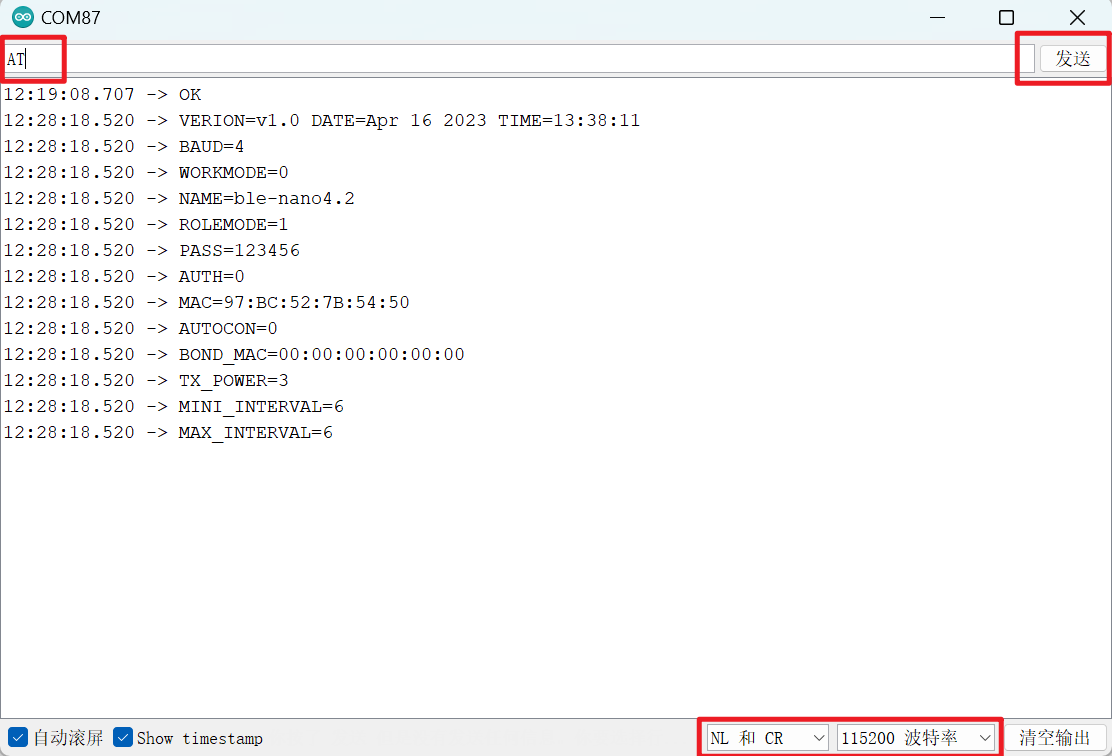 COM87
AT
发送
12:19:08.707 -> OK
12:28:18.520 -> VERION=v1.0 DATE=Apr 16 2023 TIME=13:38:11
12:28:18.520 -> BAUD=4
12:28:18.520 -> WORKMODE=0
12:28:18.520 -> NAME=ble-nano4.2
12:28:18.520 -> ROLEMODE=1
12:28:18.520 -> PASS=123456
12:28:18.520 -> AUTH=0
12:28:18.520 -> MAC=97:BC:52:7B:54:50
12:28:18.520 -> AUTOCON=0
12:28:18.520 -> BOND_MAC=00:00:00:00:00:00
12:28:18.520 -> TX_POWER=3
12:28:18.520 -> MINI_INTERVAL=6
12:28:18.520 -> MAX_INTERVAL=6
自动滚屏 Show timestamp NL 和 CR 115200 波特率 清空输出